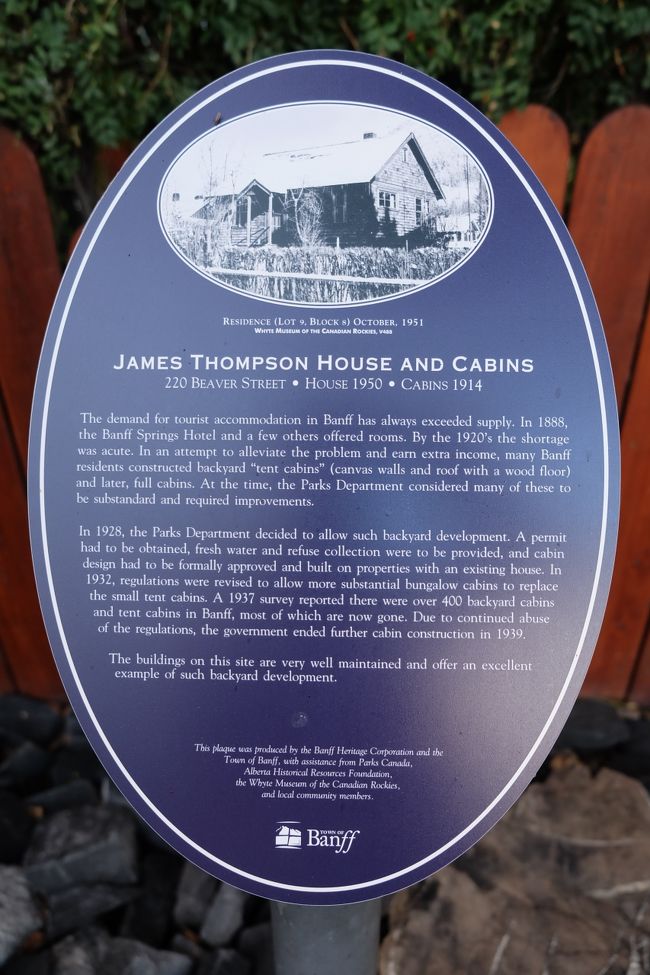 Residence (Lot 9, Block 8) October, 1951
Whyte Museum of the Canadian Rockies, V488
James Thompson House and Cabins
220 Beaver Street • House 1950 • Cabins 1914
The demand for tourist accommodation in Banff has always exceeded supply. In 1888,
the Banff Springs Hotel and a few others offered rooms. By the 1920's the shortage
was acute. In an attempt to alleviate the problem and earn extra income, many Banff
residents constructed backyard “tent cabins” (canvas walls and roof with a wood floor)
and later, full cabins. At the time, the Parks Department considered many of these to
be substandard and required improvements.
In 1928, the Parks Department decided to allow such backyard development. A permit
had to be obtained, fresh water and refuse collection were to be provided, and cabin
design had to be formally approved and built on properties with an existing house. In
1932, regulations were revised to allow more substantial bungalow cabins to replace
the small tent cabins. A 1937 survey reported there were over 400 backyard cabins
and tent cabins in Banff, most of which are now gone. Due to continued abuse
of the regulations, the government ended further cabin construction in 1939.
The buildings on this site are very well maintained and offer an excellent
example of such backyard development.
This plaque was produced by the Banff Heritage Corporation and the
Town of Banff, with assistance from Parks Canada,
Alberta Historical Resources Foundation,
the Whyte Museum of the Canadian Rockies,
and local community members.
TOWN OF
Banff